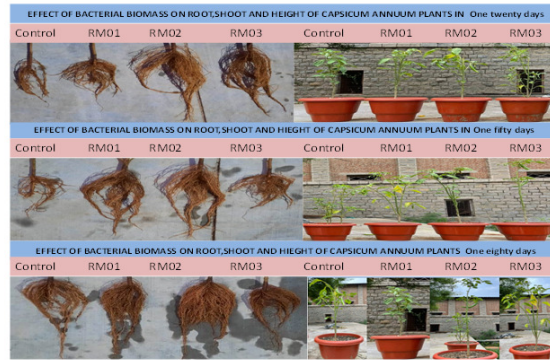 EFFECT OF BACTERIAL BIOMASS ON ROOT,SHOOT AND HEIGHT OF CAPSICUM ANNUUM PLANTS IN One twenty days
Control RM01 RM02 RM03 Control RM01 RM02 RM03
EFFECT OF BACTERIAL BIOMASS ON ROOT,SHOOT AND HIEGHT OF CAPSICUM ANNUUM PLANTS IN One fifty days
Control RM01 RM02 RM03 Control RM01 RM02 RM03
EFFECT OF BACTERIAL BIOMASS ON ROOT,SHOOT AND HIEGHT OF CAPSICUM ANNUUM PLANTS One eighty days
Control RM01 RM02 RM03 Control RM01 RM02 RM03